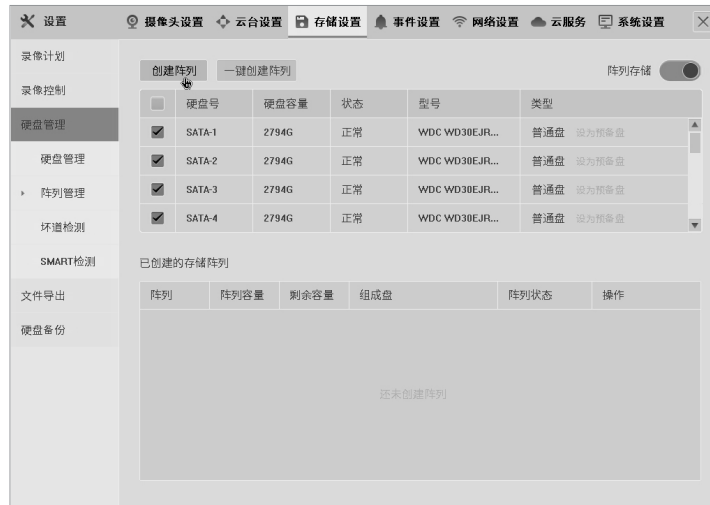 设置 摄像头设置 云台设置 存储设置 事件设置 网络设置 云服务 系统设置
录像计划
录像控制
硬盘管理
硬盘管理
阵列管理
坏道检测
SMART检测
文件导出
硬盘备份
创建阵列 一键创建阵列 阵列存储
硬盘号 硬盘容量 状态 型号 类型
SATA-1 2794G 正常 WDC WD30EJR... 普通盘 设为预备盘
SATA-2 2794G 正常 WDC WD30EJR... 普通盘 设为预备盘
SATA-3 2794G 正常 WDC WD30EJR... 普通盘 设为预备盘
SATA-4 2794G 正常 WDC WD30EJR... 普通盘 设为预备盘
已创建的存储阵列
阵列 阵列容量 剩余容量 组成盘 阵列状态 操作
还未创建阵列